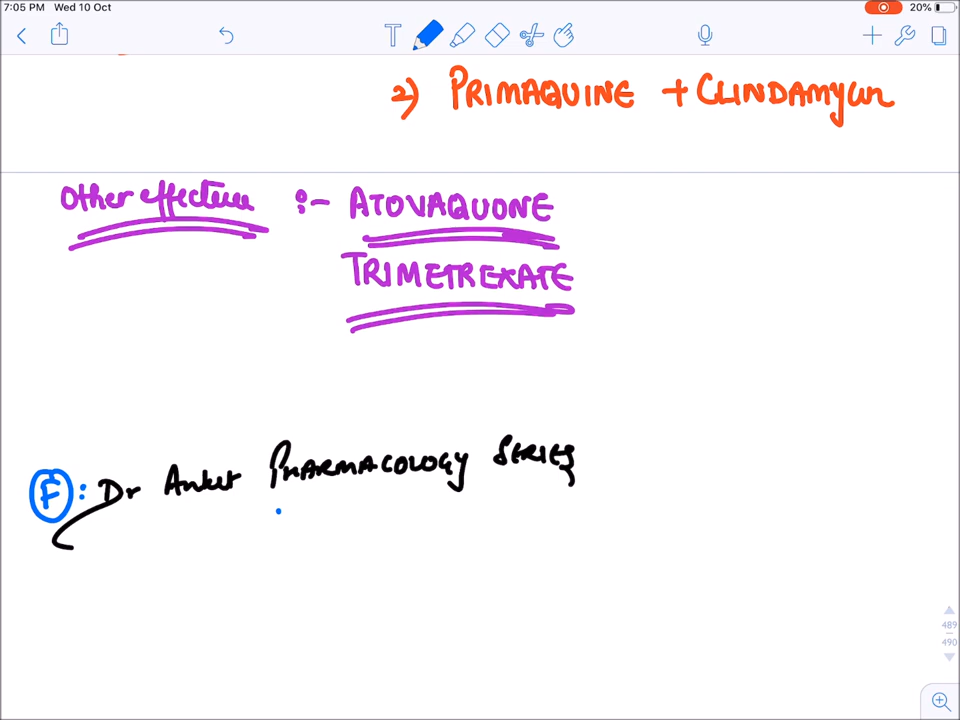 7:05 PM Wed 10 Oct 20%
T
2) PRIMAQUINE + CLINDAMycin
Other effective :- ATOVAQUONE
TRIMETREXATE
F : Dr Ankit PHARMACOLOGY SERIES
489
490